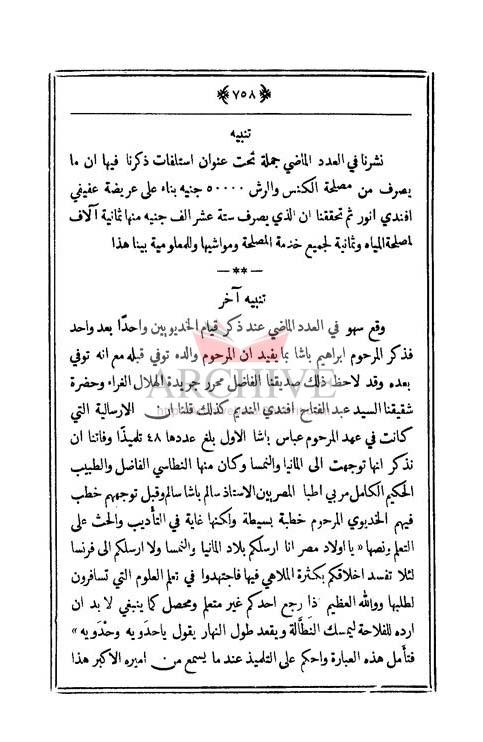 ٧٥٨
تنبيه
نشرنا في العدد الماضي جملة تحت عنوان استلفات ذكرنا فيها ان ما
يصرف من مصلحة الكنس والرش ٥٠٠٠٠ جنيه بناء على عريضة عفيفي
افندي انور ثم تحققنا ان الذي يصرف ستة عشر الف جنيه منها ثمانية آلاف
لمصلحة المياه وثمانية لجميع خدمة المصلحة ومواشيها وللمعلومية بينا هذا
— ** —
تنبيه آخر
وقع سهو في العدد الماضي عند ذكر قيام الخديويين واحدًا بعد واحد
فذكر المرحوم ابراهيم باشا بما يفيد ان المرحوم والده توفي قبله مع انه توفي
بعده وقد لاحظ ذلك صديقنا الفاضل محرر جريدة الهلال الغراء وحضرة
شقيقنا السيد عبد الفتاح افندي النديم كذلك قلنا ان الارسالية التي
كانت في عهد المرحوم عباس باشا الاول بلغ عددها ٤٨ تلميذًا وفاتنا ان
نذكر انها توجهت الى المانيا والنمسا وكان منها النطاسي الفاضل والطبيب
الحكيم الكامل مربي اطبا المصريين الاستاذ سالم باشا سالم وقبل توجههم خطب
فيهم الخديوي المرحوم خطبة بسيطة ولكنها غاية في التأديب والحث على
التعلم ونصها « يا اولاد مصر انا ارسلكم بلاد المانيا والنمسا ولا ارسلكم الى فرنسا
لئلا تفسد اخلاقكم بكثرة الملاهي فيها فاجتهدوا في تعلم العلوم التي تسافرون
لطلبها ووالله العظيم اذا رجع احدكم غير متعلم ومحصل كما ينبغي لا بد ان
ارده للفلاحة ليمسك النطالة ويقعد طول النهار يقول ياحدويه وحدويه »
فتأمل هذه العبارة واحكم على التلميذ عند ما يسمع من اميره الاكبر هذا
ARCHIVE